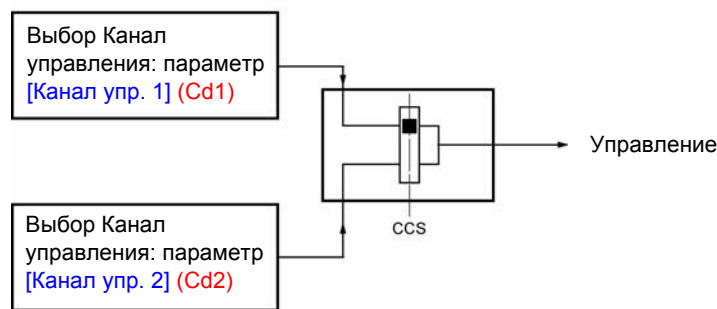 Выбор Канал
управления: параметр
[Канал упр. 1] (Cd1)
Управление
CCS
Выбор Канал
управления: параметр
[Канал упр. 2] (Cd2)